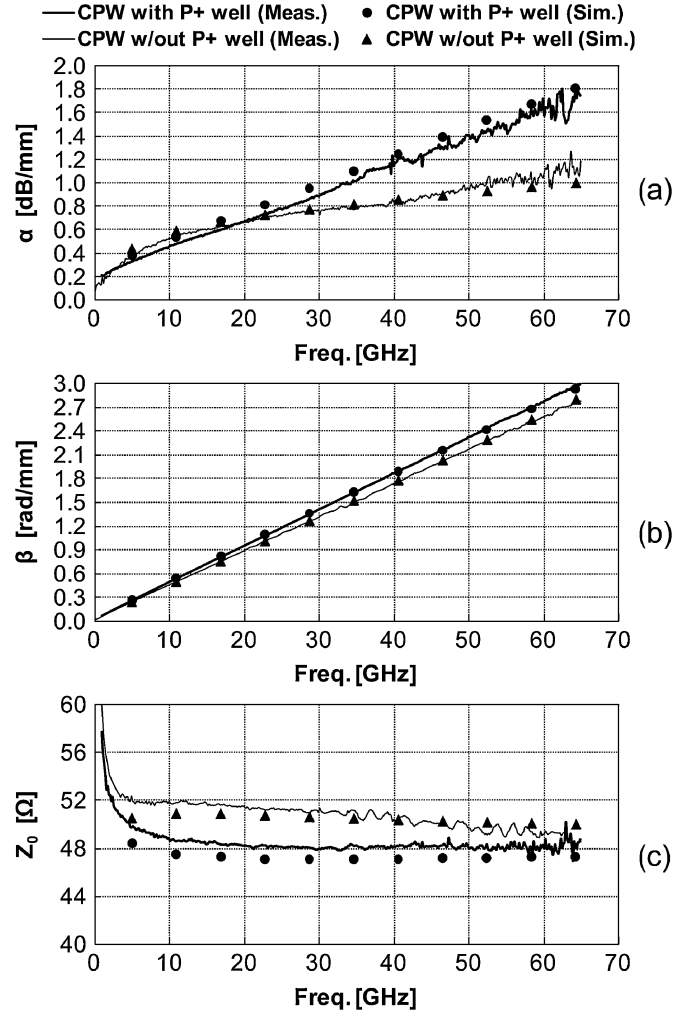 CPW with P+ well (Meas.) CPW with P+ well (Sim.)
CPW w/out P+ well (Meas.) CPW w/out P+ well (Sim.)
2.0
1.8
1.6
1.4
1.2
1.0
0.8
0.6
0.4
0.2
0.0
α [dB/mm]
0 10 20 30 40 50 60 70
Freq. [GHz]
(a)
3.0
2.7
2.4
2.1
1.8
1.5
1.2
0.9
0.6
0.3
0.0
β [rad/mm]
0 10 20 30 40 50 60 70
Freq. [GHz]
(b)
60
56
52
48
44
40
Z0 [Ω]
0 10 20 30 40 50 60 70
Freq. [GHz]
(c)